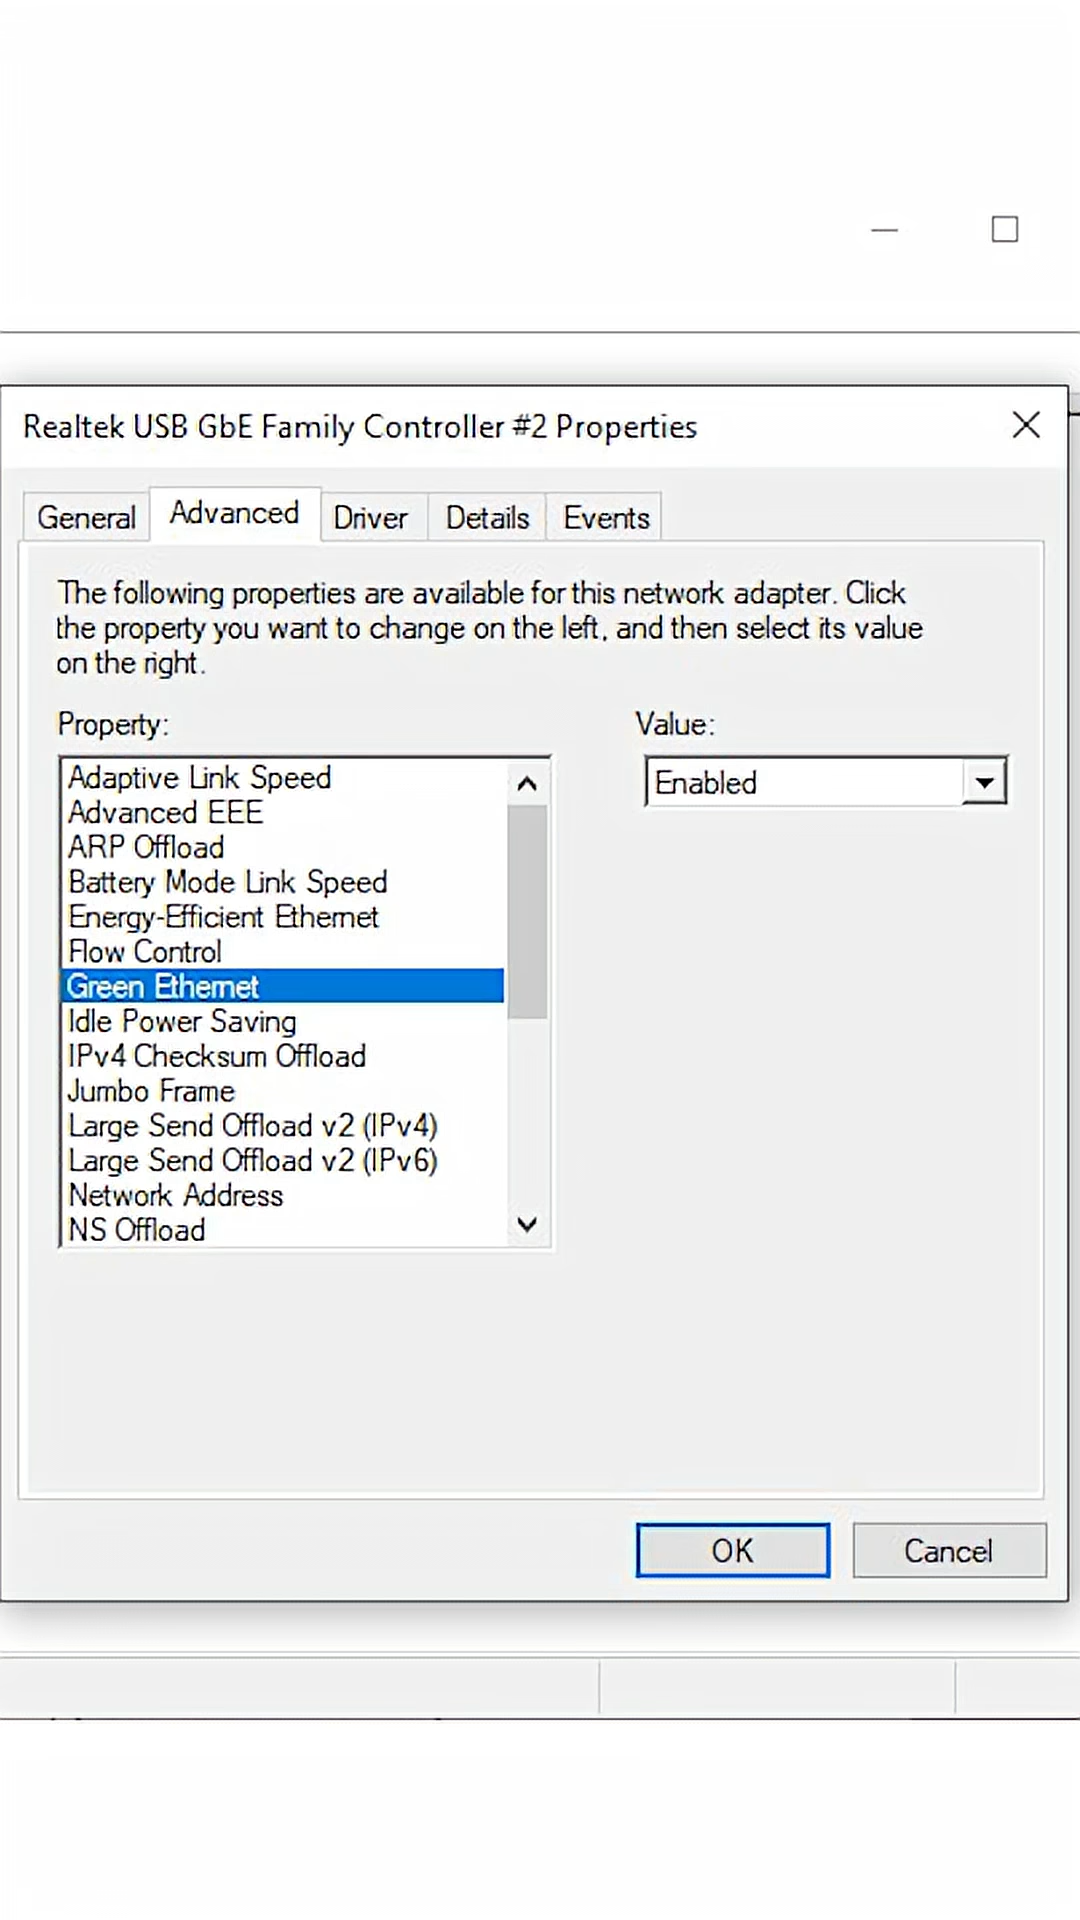 Realtek USB GbE Family Controller #2 Properties
General
Advanced
Driver
Details
Events
The following properties are available for this network adapter. Click
the property you want to change on the left, and then select its value
on the right.
Property:
Value:
Adaptive Link Speed
Advanced EEE
ARP Offload
Battery Mode Link Speed
Energy-Efficient Ethernet
Flow Control
Green Ethernet
Idle Power Saving
IPv4 Checksum Offload
Jumbo Frame
Large Send Offload v2 (IPv4)
Large Send Offload v2 (IPv6)
Network Address
NS Offload
Enabled
OK
Cancel